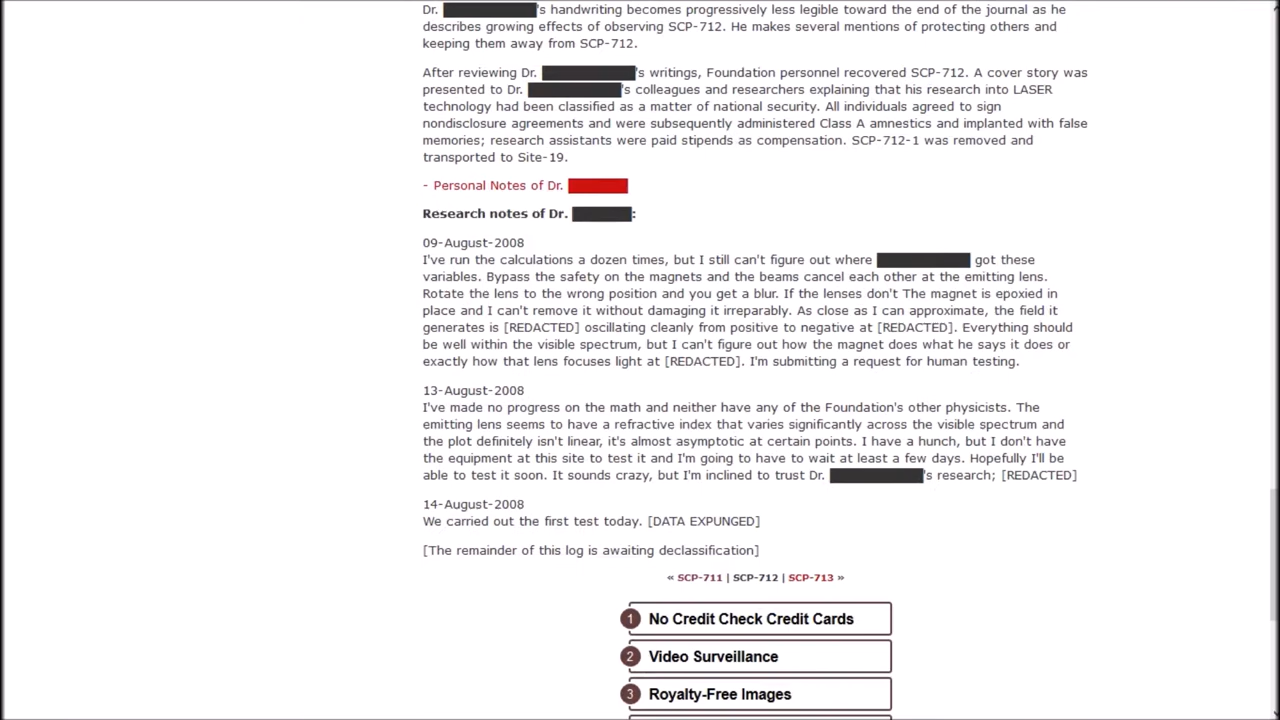 Dr. 's handwriting becomes progressively less legible toward the end of the journal as he
describes growing effects of observing SCP-712. He makes several mentions of protecting others and
keeping them away from SCP-712.
After reviewing Dr. 's writings, Foundation personnel recovered SCP-712. A cover story was
presented to Dr. 's colleagues and researchers explaining that his research into LASER
technology had been classified as a matter of national security. All individuals agreed to sign
nondisclosure agreements and were subsequently administered Class A amnestics and implanted with false
memories; research assistants were paid stipends as compensation. SCP-712-1 was removed and
transported to Site-19.
- Personal Notes of Dr.
Research notes of Dr. :
09-August-2008
I've run the calculations a dozen times, but I still can't figure out where got these
variables. Bypass the safety on the magnets and the beams cancel each other at the emitting lens.
Rotate the lens to the wrong position and you get a blur. If the lenses don't The magnet is epoxied in
place and I can't remove it without damaging it irreparably. As close as I can approximate, the field it
generates is [REDACTED] oscillating cleanly from positive to negative at [REDACTED]. Everything should
be well within the visible spectrum, but I can't figure out how the magnet does what he says it does or
exactly how that lens focuses light at [REDACTED]. I'm submitting a request for human testing.
13-August-2008
I've made no progress on the math and neither have any of the Foundation's other physicists. The
emitting lens seems to have a refractive index that varies significantly across the visible spectrum and
the plot definitely isn't linear, it's almost asymptotic at certain points. I have a hunch, but I don't have
the equipment at this site to test it and I'm going to have to wait at least a few days. Hopefully I'll be
able to test it soon. It sounds crazy, but I'm inclined to trust Dr. 's research; [REDACTED]
14-August-2008
We carried out the first test today. [DATA EXPUNGED]
[The remainder of this log is awaiting declassification]
« SCP-711 | SCP-712 | SCP-713 »
1 No Credit Check Credit Cards
2 Video Surveillance
3 Royalty-Free Images